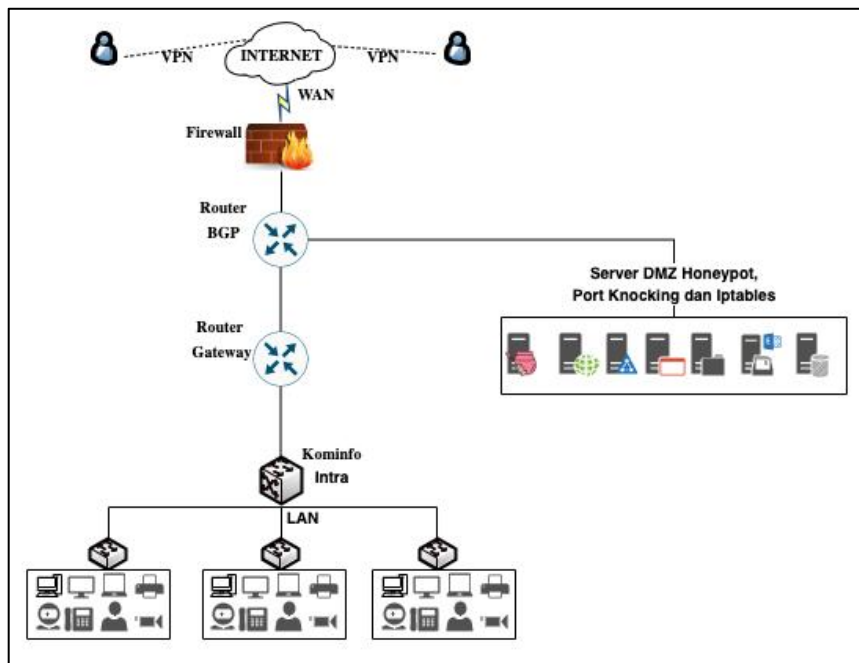 VPN
INTERNET
VPN
WAN
Firewall
Router
BGP
Server DMZ Honeypot,
Port Knocking dan Iptables
Router
Gateway
Kominfo
Intra
LAN